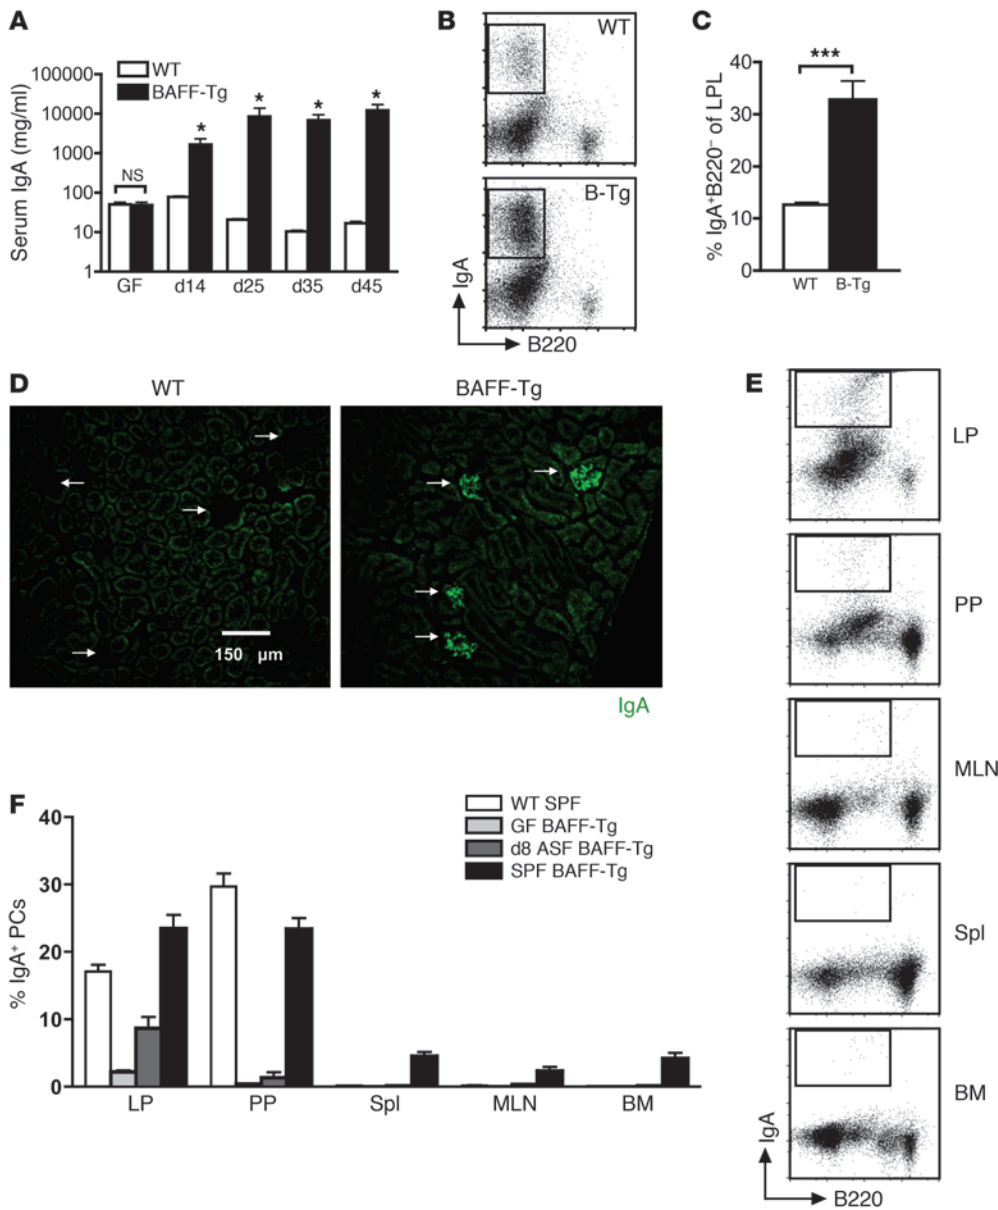 A
Serum IgA (mg/ml)
100000
10000
1000
100
10
1
WT
BAFF-Tg
NS
*
*
*
*
GF
d14
d25
d35
d45
B
WT
B-Tg
IgA
B220
C
% IgA⁺B220⁻ of LPL
40
30
20
10
0
***
WT
B-Tg
D
WT
BAFF-Tg
150 µm
IgA
E
LP
PP
MLN
Spl
BM
IgA
B220
F
% IgA⁺ PCs
40
30
20
10
0
WT SPF
GF BAFF-Tg
d8 ASF BAFF-Tg
SPF BAFF-Tg
LP
PP
Spl
MLN
BM